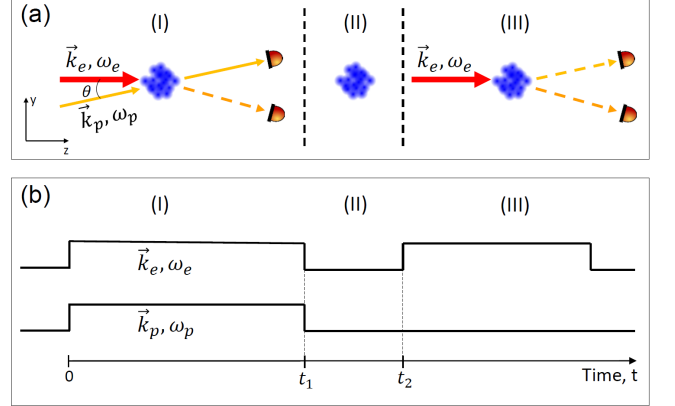 (a) (I) (II) (III)
k⃗e, ωe k⃗e, ωe
θ
y k⃗p, ωp
z
(b)
(I) (II) (III)
k⃗e, ωe
k⃗p, ωp
0 t1 t2 Time, t